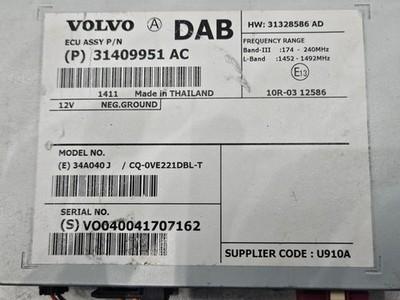 VOLVO A DAB
HW: 31328586 AD
ECU ASSY P/N
(P) 31409951 AC
FREQUENCY RANGE
Band-III : 174 - 240MHz
L-Band : 1452 - 1492MHz
E13
1411 Made in THAILAND
10R-03 12586
12V NEG.GROUND
MODEL NO.
(E) 34A040J / CQ-0VE221DBL-T
SERIAL NO.
(S) VO040041707162
SUPPLIER CODE : U910A